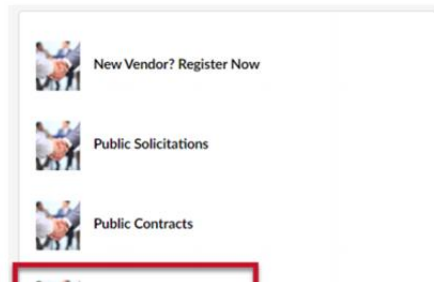 New Vendor? Register Now
Public Solicitations
Public Contracts